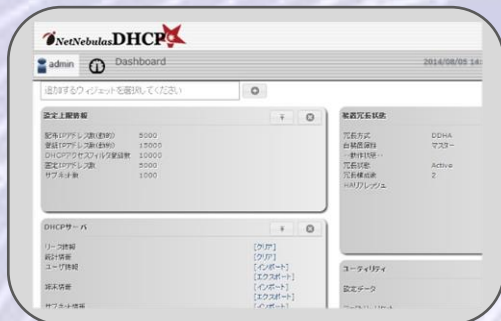 NetNebulasDHCP
admin Dashboard 2014/08/05 14:
追加するウィジェットを選択してください
設定上限情報
配布IPアドレス数(動的) 5000
登録IPアドレス数(動的) 15000
DHCPアクセスフィルタ登録数 10000
固定IPアドレス数 5000
サブネット数 1000
装置冗長状態
冗長方式 DDHA
自装置属性 マスター
--動作状態--
冗長状態 Active
冗長構成数 2
HAリフレッシュ
DHCPサーバ
リース情報 [クリア]
統計情報 [クリア]
ユーザ情報 [インポート]
[エクスポート]
端末情報 [インポート]
[エクスポート]
サブネット情報 [インポート]
ユーティリティ
設定データ